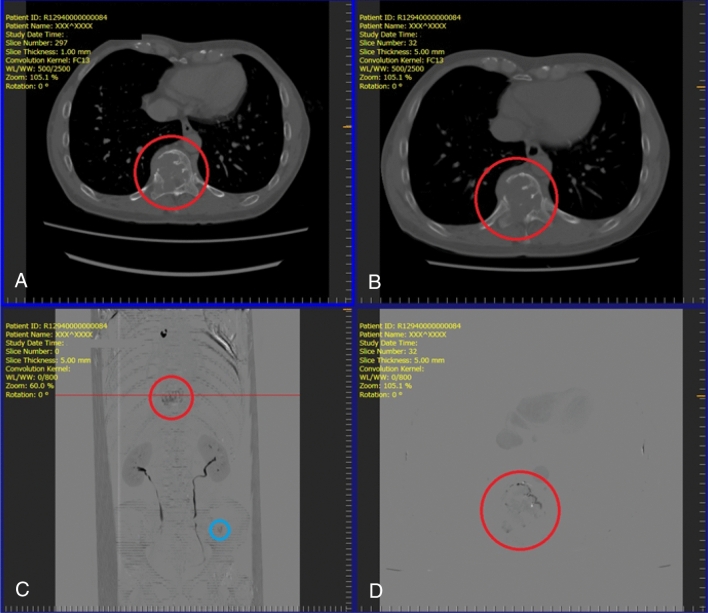 Patient ID: R12940000000084
Patient Name: XXX^XXXX
Study Date Time:
Slice Number: 297
Slice Thickness: 1.00 mm
Convolution Kernel: FC13
WL/WW: 500/2500
Zoom: 105.1 %
Rotation: 0 °
A
Patient ID: R12940000000084
Patient Name: XXX^XXXX
Study Date Time:
Slice Number: 32
Slice Thickness: 5.00 mm
Convolution Kernel: FC13
WL/WW: 500/2500
Zoom: 105.1 %
Rotation: 0 °
B
Patient ID: R12940000000084
Patient Name: XXX^XXXX
Study Date Time:
Slice Number: 0
Slice Thickness: 5.00 mm
Convolution Kernel:
WL/WW: 0/800
Zoom: 60.0 %
Rotation: 0 °
C
Patient ID: R12940000000084
Patient Name: XXX^XXXX
Study Date Time:
Slice Number: 32
Slice Thickness: 5.00 mm
Convolution Kernel:
WL/WW: 0/800
Zoom: 105.1 %
Rotation: 0 °
D